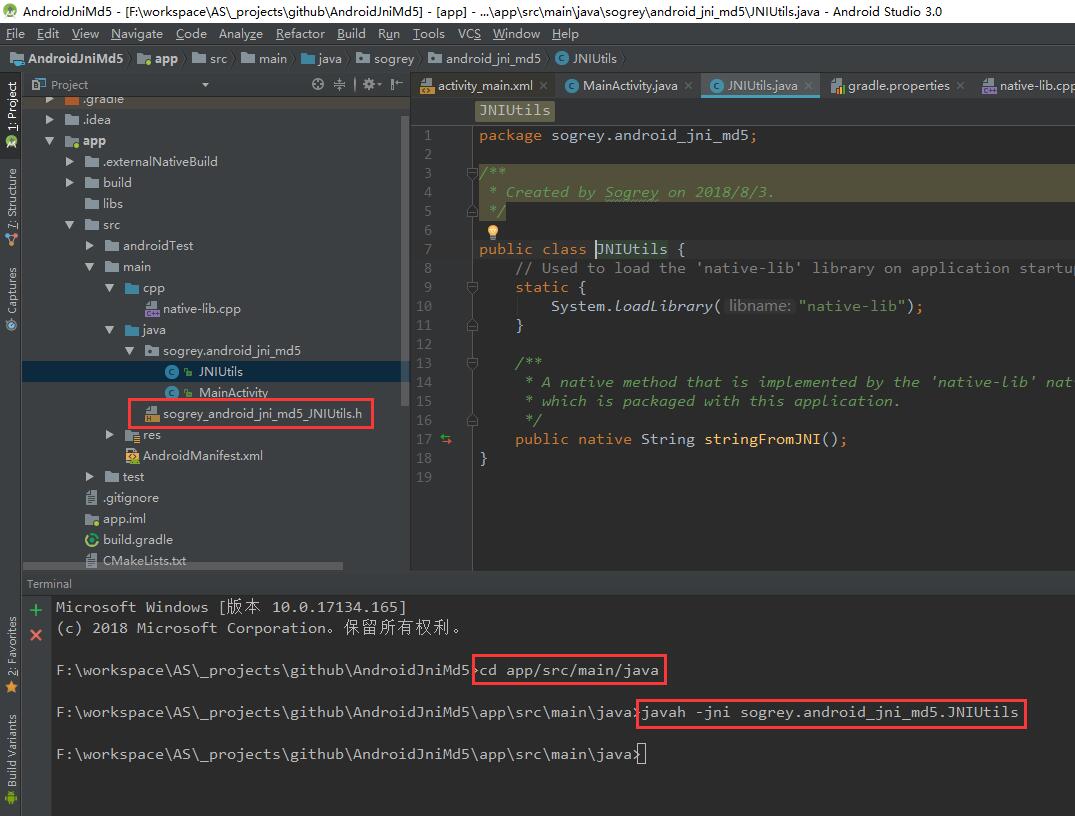 AndroidJniMd5 - [F:\workspace\AS\_projects\github\AndroidJniMd5] - [app] - ...\app\src\main\java\sogrey\android_jni_md5\JNIUtils.java - Android Studio 3.0
File Edit View Navigate Code Analyze Refactor Build Run Tools VCS Window Help
AndroidJniMd5 app src main java sogrey android_jni_md5 JNIUtils
1: Project
7: Structure
Captures
2: Favorites
Build Variants
Project
.gradle
.idea
app
.externalNativeBuild
build
libs
src
androidTest
main
cpp
native-lib.cpp
java
sogrey.android_jni_md5
JNIUtils
MainActivity
sogrey_android_jni_md5_JNIUtils.h
res
AndroidManifest.xml
test
.gitignore
app.iml
build.gradle
CMakeLists.txt
activity_main.xml MainActivity.java JNIUtils.java gradle.properties native-lib.cpp
JNIUtils
1 package sogrey.android_jni_md5;
2
3 /**
4 * Created by Sogrey on 2018/8/3.
5 */
6
7 public class JNIUtils {
8 // Used to load the 'native-lib' library on application startup
9 static {
10 System.loadLibrary( libname: "native-lib");
11 }
12
13 /**
14 * A native method that is implemented by the 'native-lib' nat
15 * which is packaged with this application.
16 */
17 public native String stringFromJNI();
18 }
19
Terminal
Microsoft Windows [版本 10.0.17134.165]
(c) 2018 Microsoft Corporation。保留所有权利。
F:\workspace\AS\_projects\github\AndroidJniMd5>cd app/src/main/java
F:\workspace\AS\_projects\github\AndroidJniMd5\app\src\main\java>javah -jni sogrey.android_jni_md5.JNIUtils
F:\workspace\AS\_projects\github\AndroidJniMd5\app\src\main\java>